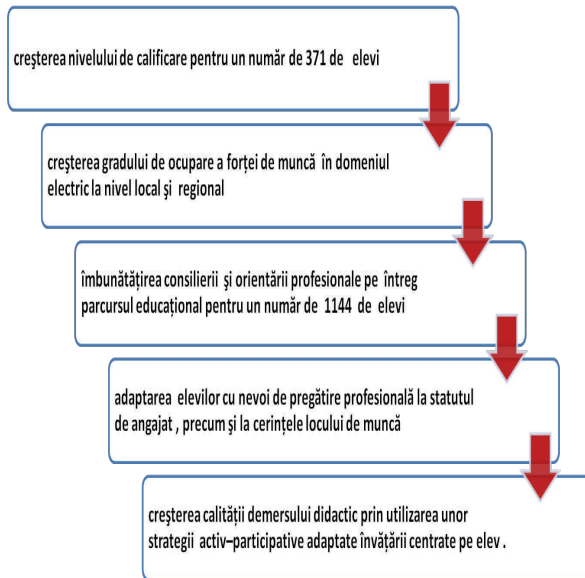 creşterea nivelului de calificare pentru un număr de 371 de elevi
creşterea gradului de ocupare a forţei de muncă în domeniul
electric la nivel local şi regional
îmbunătăţirea consilierii şi orientării profesionale pe întreg
parcursul educaţional pentru un număr de 1144 de elevi
adaptarea elevilor cu nevoi de pregătire profesională la statutul
de angajat , precum şi la cerinţele locului de muncă
creşterea calităţii demersului didactic prin utilizarea unor
strategii activ–participative adaptate învăţării centrate pe elev .